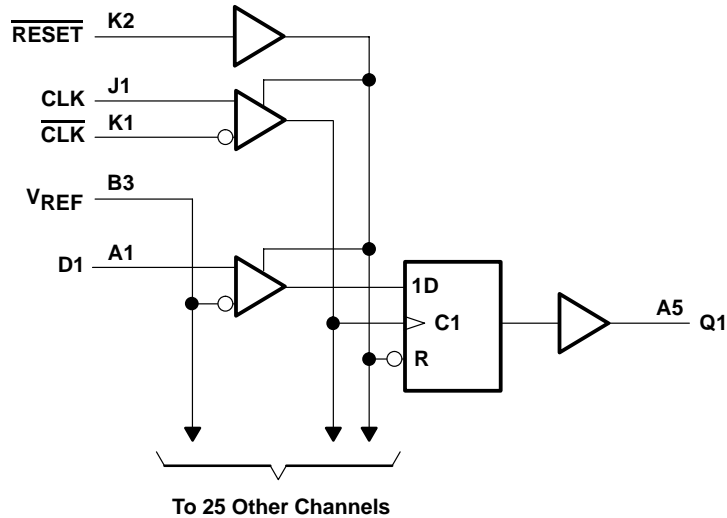 RESET K2
CLK J1
CLK K1
VREF B3
D1 A1
1D
C1
R
A5 Q1
To 25 Other Channels